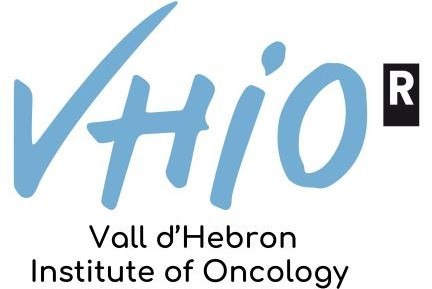 VHIO
R
Vall d’Hebron
Institute of Oncology